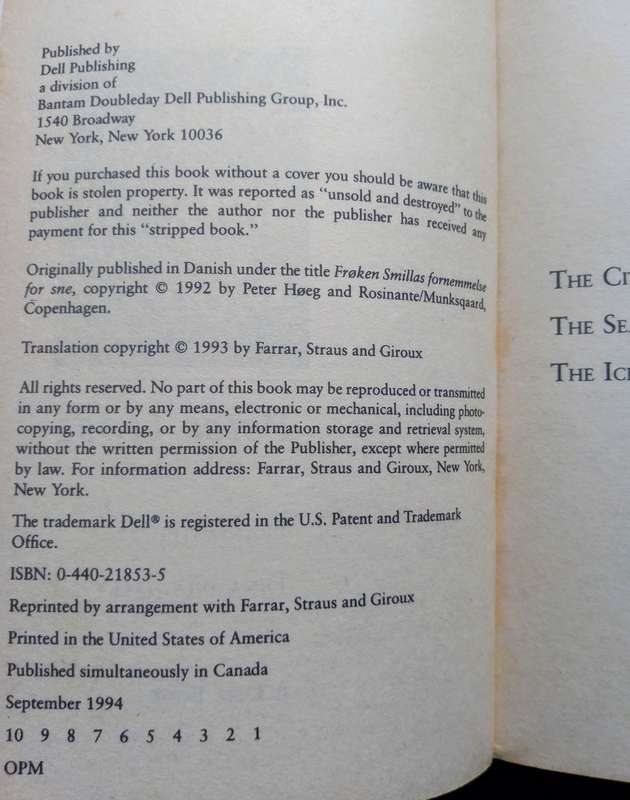 Published by
Dell Publishing
a division of
Bantam Doubleday Dell Publishing Group, Inc.
1540 Broadway
New York, New York 10036
If you purchased this book without a cover you should be aware that this
book is stolen property. It was reported as “unsold and destroyed” to the
publisher and neither the author nor the publisher has received any
payment for this “stripped book.”
Originally published in Danish under the title Frøken Smillas fornemmelse
for sne, copyright © 1992 by Peter Høeg and Rosinante/Munksqaard,
Copenhagen.
Translation copyright © 1993 by Farrar, Straus and Giroux
All rights reserved. No part of this book may be reproduced or transmitted
in any form or by any means, electronic or mechanical, including photo-
copying, recording, or by any information storage and retrieval system,
without the written permission of the Publisher, except where permitted
by law. For information address: Farrar, Straus and Giroux, New York,
New York.
The trademark Dell® is registered in the U.S. Patent and Trademark
Office.
ISBN: 0-440-21853-5
Reprinted by arrangement with Farrar, Straus and Giroux
Printed in the United States of America
Published simultaneously in Canada
September 1994
10 9 8 7 6 5 4 3 2 1
OPM
THE
THE
THE